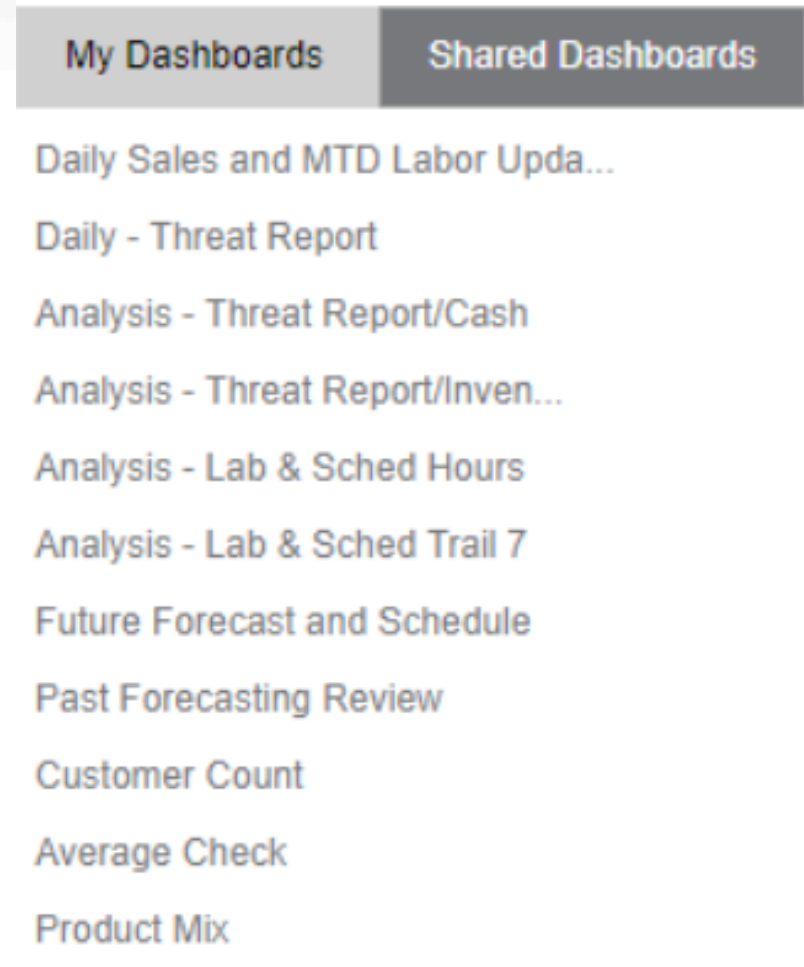 My Dashboards Shared Dashboards
Daily Sales and MTD Labor Upda...
Daily - Threat Report
Analysis - Threat Report/Cash
Analysis - Threat Report/Inven...
Analysis - Lab & Sched Hours
Analysis - Lab & Sched Trail 7
Future Forecast and Schedule
Past Forecasting Review
Customer Count
Average Check
Product Mix